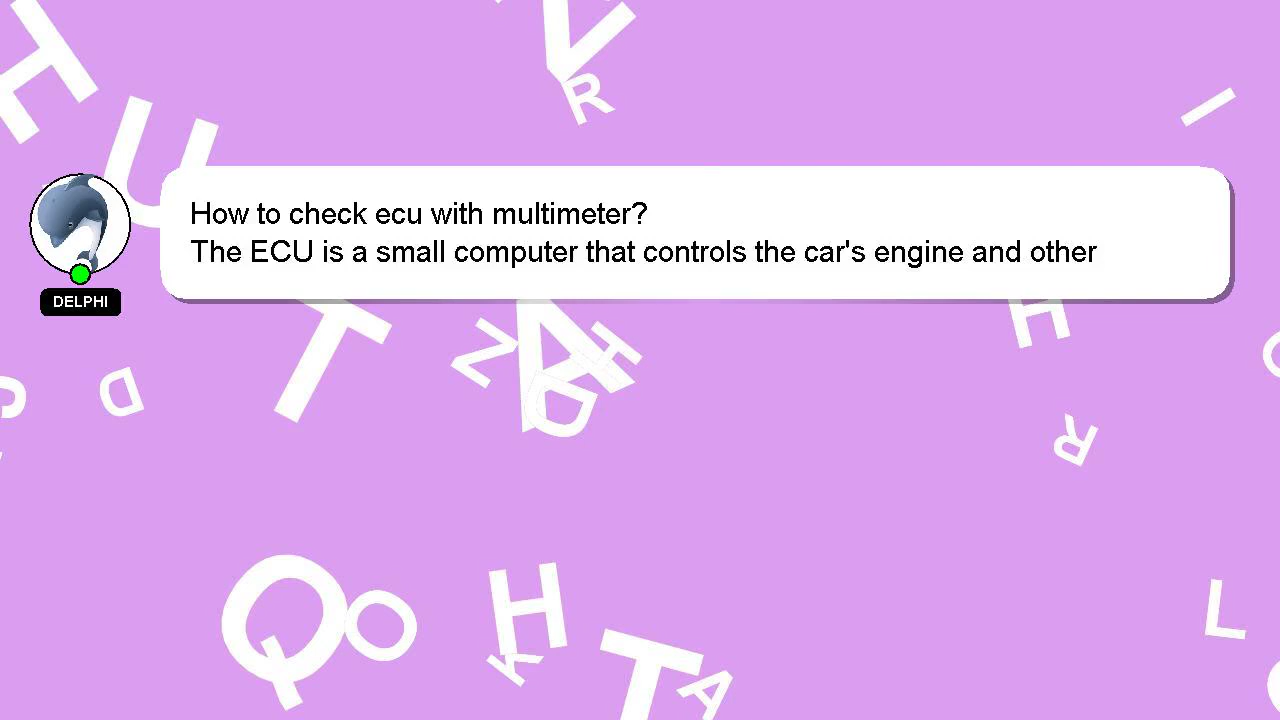 H
U
V
R
I
How to check ecu with multimeter?
The ECU is a small computer that controls the car's engine and other
DELPHI
T
Z
A
H
D
H
D
R
Q
O
H
K
T
A
L